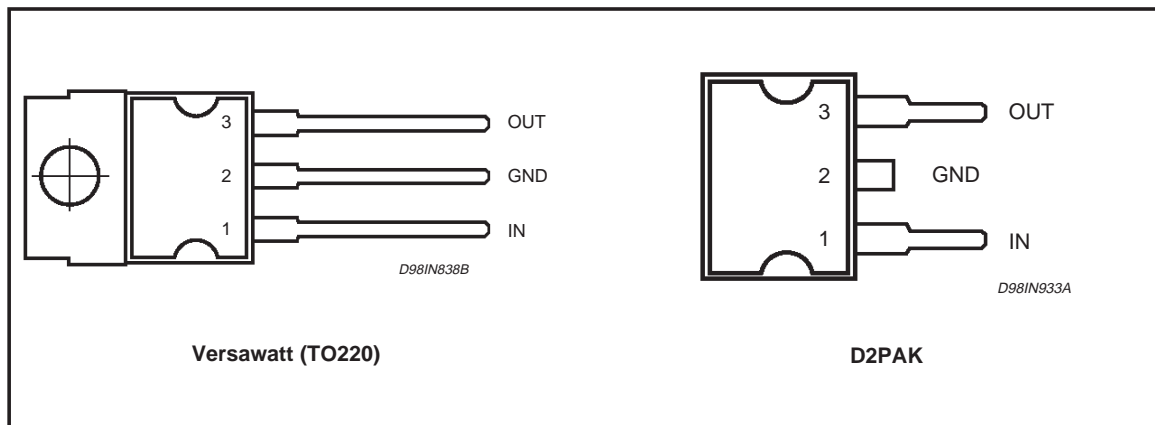 3 OUT
2 GND
1 IN
D98IN838B
Versawatt (TO220)
3 OUT
2 GND
1 IN
D98IN933A
D2PAK